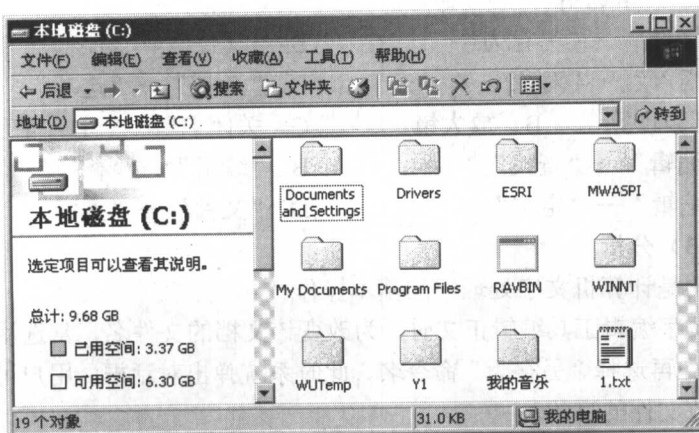 本地磁盘 (C:)
文件(F) 编辑(E) 查看(V) 收藏(A) 工具(T) 帮助(H)
后退 搜索 文件夹
地址(D) 本地磁盘 (C:) 转到
本地磁盘 (C:)
选定项目可以查看其说明。
总计: 9.68 GB
已用空间: 3.37 GB
可用空间: 6.30 GB
Documents and Settings
Drivers
ESRI
MWASPI
My Documents
Program Files
RAVBIN
WINNT
WUTemp
Y1
我的音乐
1.txt
19 个对象 31.0 KB 我的电脑